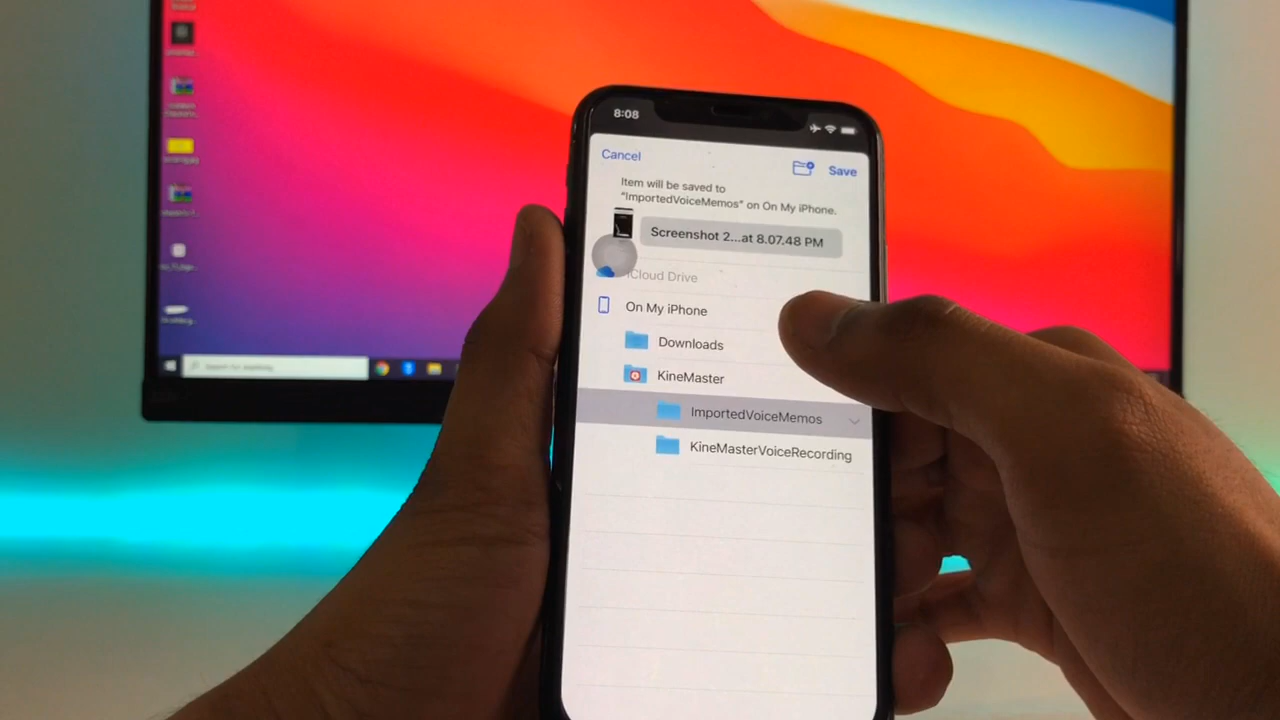 8:08
Cancel
Save
Item will be saved to
“ImportedVoiceMemos” on On My iPhone.
Screenshot 2...at 8.07.48 PM
iCloud Drive
On My iPhone
Downloads
KineMaster
ImportedVoiceMemos
KineMasterVoiceRecording